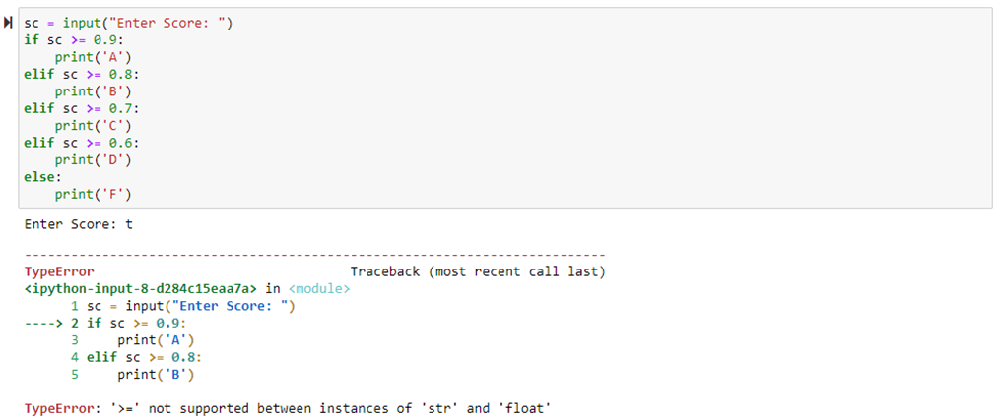 sc = input("Enter Score: ")
if sc >= 0.9:
    print('A')
elif sc >= 0.8:
    print('B')
elif sc >= 0.7:
    print('C')
elif sc >= 0.6:
    print('D')
else:
    print('F')
Enter Score: t
---------------------------------------------------------------------------
TypeError                                 Traceback (most recent call last)
<ipython-input-8-d284c15eaa7a> in <module>
      1 sc = input("Enter Score: ")
----> 2 if sc >= 0.9:
      3     print('A')
      4 elif sc >= 0.8:
      5     print('B')
TypeError: '>=' not supported between instances of 'str' and 'float'